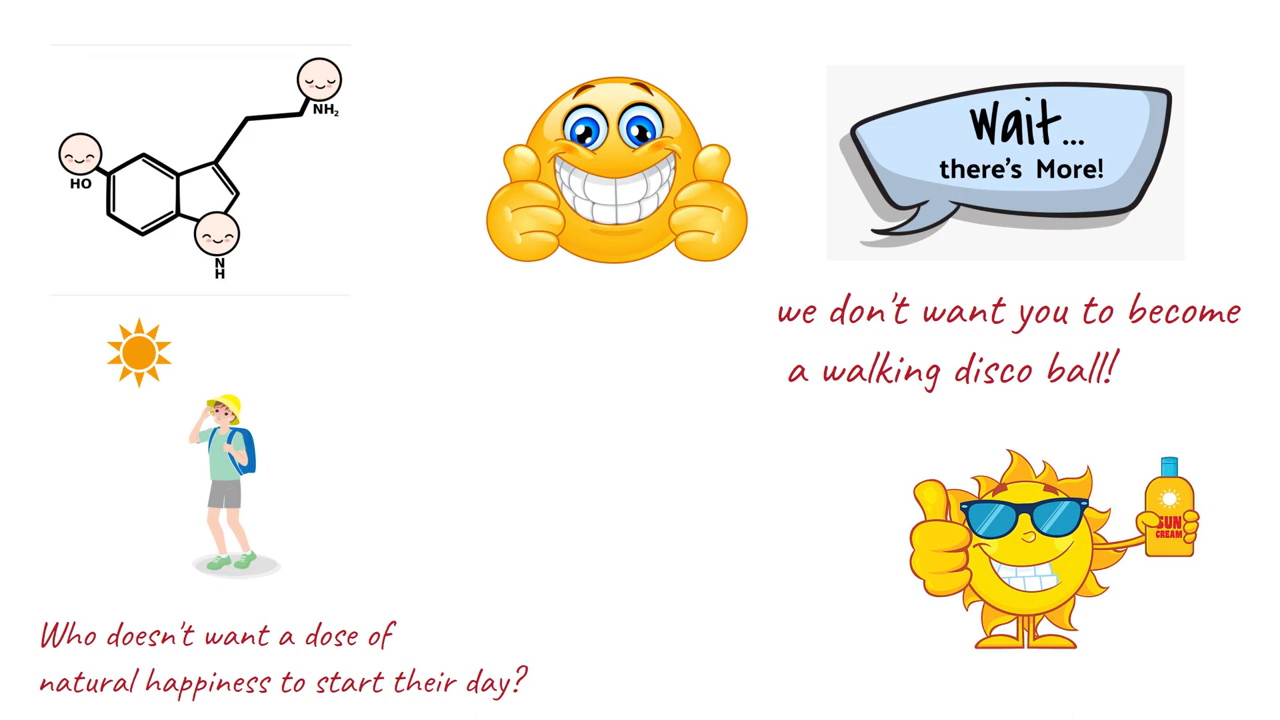 NH₂
HO
N
H
Wait...
there's More!
we don't want you to become
a walking disco ball!
SUN
CREAM
Who doesn't want a dose of
natural happiness to start their day?